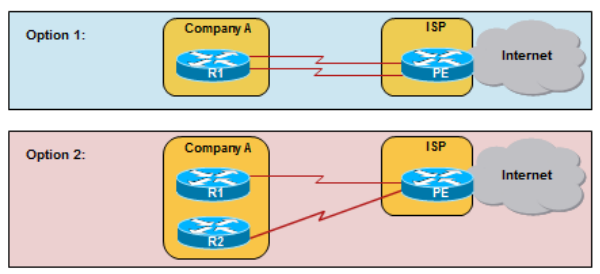 Option 1:
Company A
R1
ISP
PE
Internet
Option 2:
Company A
R1
R2
ISP
PE
Internet